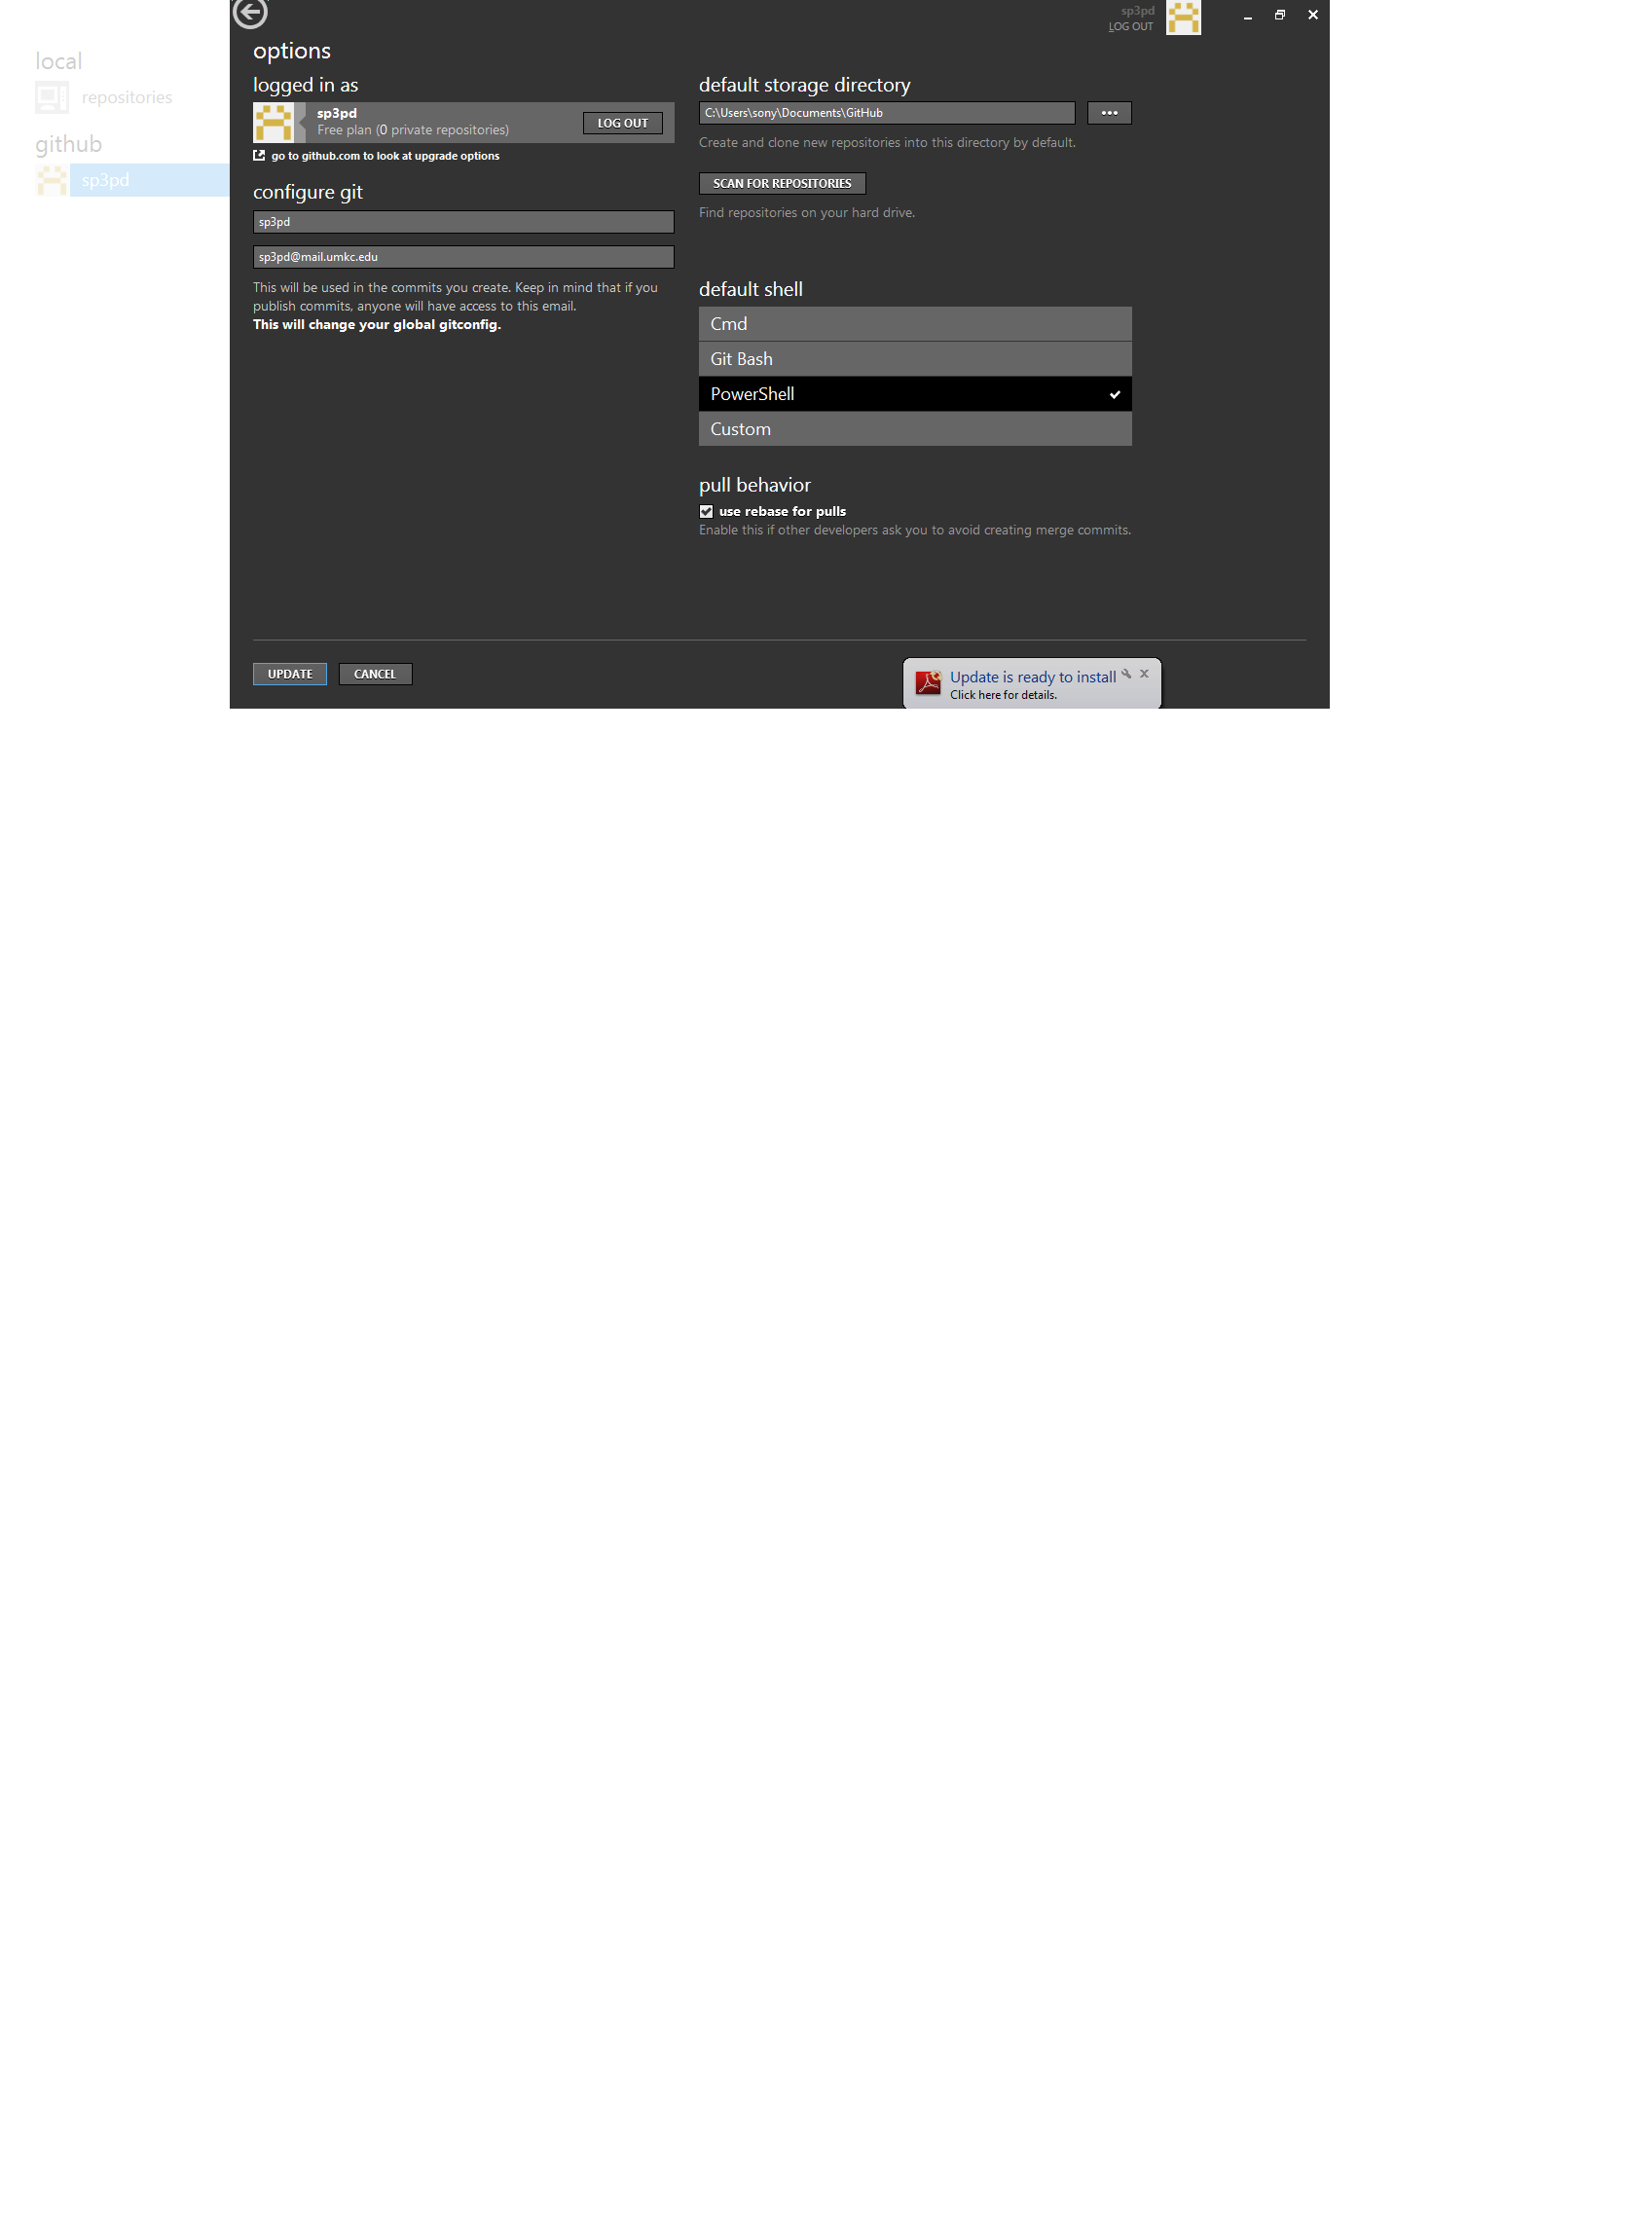 local
repositories
github
sp3pd
sp3pd
LOG OUT
options
logged in as
sp3pd
Free plan (0 private repositories)
LOG OUT
go to github.com to look at upgrade options
configure git
sp3pd
sp3pd@mail.umkc.edu
This will be used in the commits you create. Keep in mind that if you
publish commits, anyone will have access to this email.
This will change your global gitconfig.
default storage directory
C:\Users\sony\Documents\GitHub
Create and clone new repositories into this directory by default.
SCAN FOR REPOSITORIES
Find repositories on your hard drive.
default shell
Cmd
Git Bash
PowerShell
Custom
pull behavior
use rebase for pulls
Enable this if other developers ask you to avoid creating merge commits.
UPDATE
CANCEL
Update is ready to install
Click here for details.